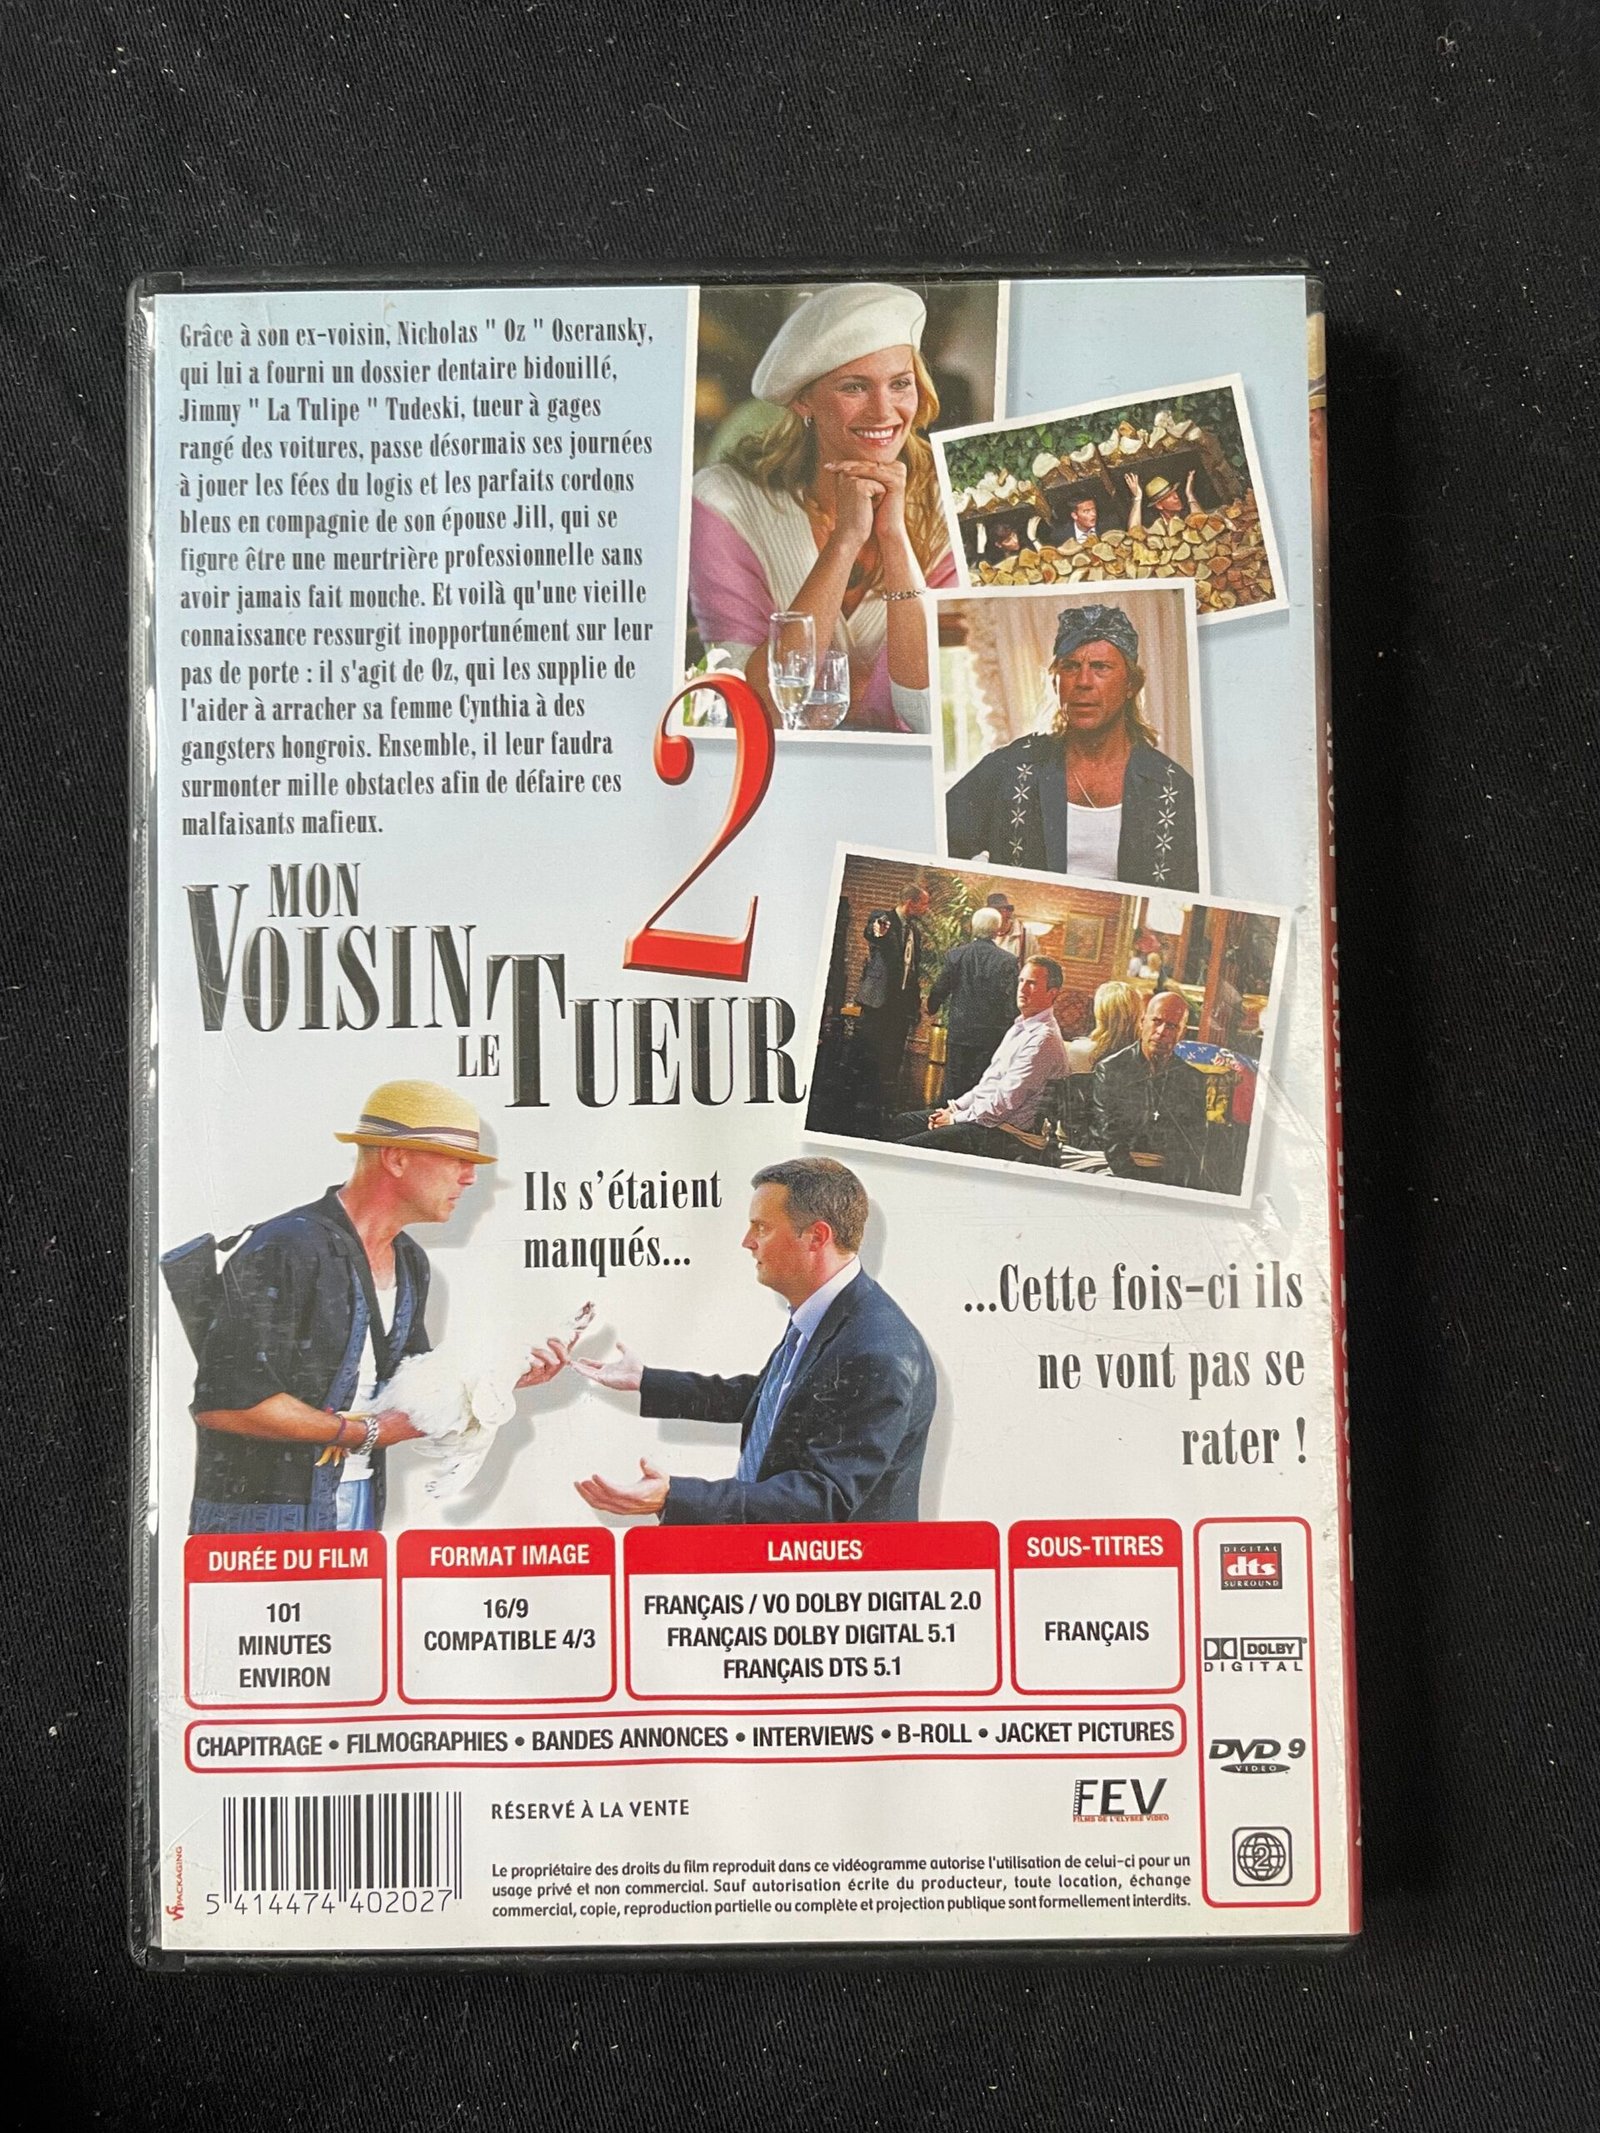 Grâce à son ex-voisin, Nicholas " Oz " Oseransky,
qui lui a fourni un dossier dentaire bidouillé,
Jimmy " La Tulipe " Tudeski, tueur à gages
rangé des voitures, passe désormais ses journées
à jouer les fées du logis et les parfaits cordons
bleus en compagnie de son épouse Jill, qui se
figure être une meurtrière professionnelle sans
avoir jamais fait mouche. Et voilà qu'une vieille
connaissance ressurgit inopportunément sur leur
pas de porte : il s'agit de Oz, qui les supplie de
l'aider à arracher sa femme Cynthia à des
gangsters hongrois. Ensemble, il leur faudra
surmonter mille obstacles afin de défaire ces
malfaisants mafieux.
2
MON
VOISIN
LE TUEUR
Ils s'étaient
manqués...
...Cette fois-ci ils
ne vont pas se
rater !
DURÉE DU FILM
101
MINUTES
ENVIRON
FORMAT IMAGE
16/9
COMPATIBLE 4/3
LANGUES
FRANÇAIS / VO DOLBY DIGITAL 2.0
FRANÇAIS DOLBY DIGITAL 5.1
FRANÇAIS DTS 5.1
SOUS-TITRES
FRANÇAIS
DIGITAL
dts
SURROUND
DOLBY
DIGITAL
DVD 9
VIDEO
2
CHAPITRAGE • FILMOGRAPHIES • BANDES ANNONCES • INTERVIEWS • B-ROLL • JACKET PICTURES
RÉSERVÉ À LA VENTE
FEV
FILMS DE L'ELYSEE VIDEO
Le propriétaire des droits du film reproduit dans ce vidéogramme autorise l'utilisation de celui-ci pour un
usage privé et non commercial. Sauf autorisation écrite du producteur, toute location, échange
commercial, copie, reproduction partielle ou complète et projection publique sont formellement interdits.
PACKAGING
5 414474 402027